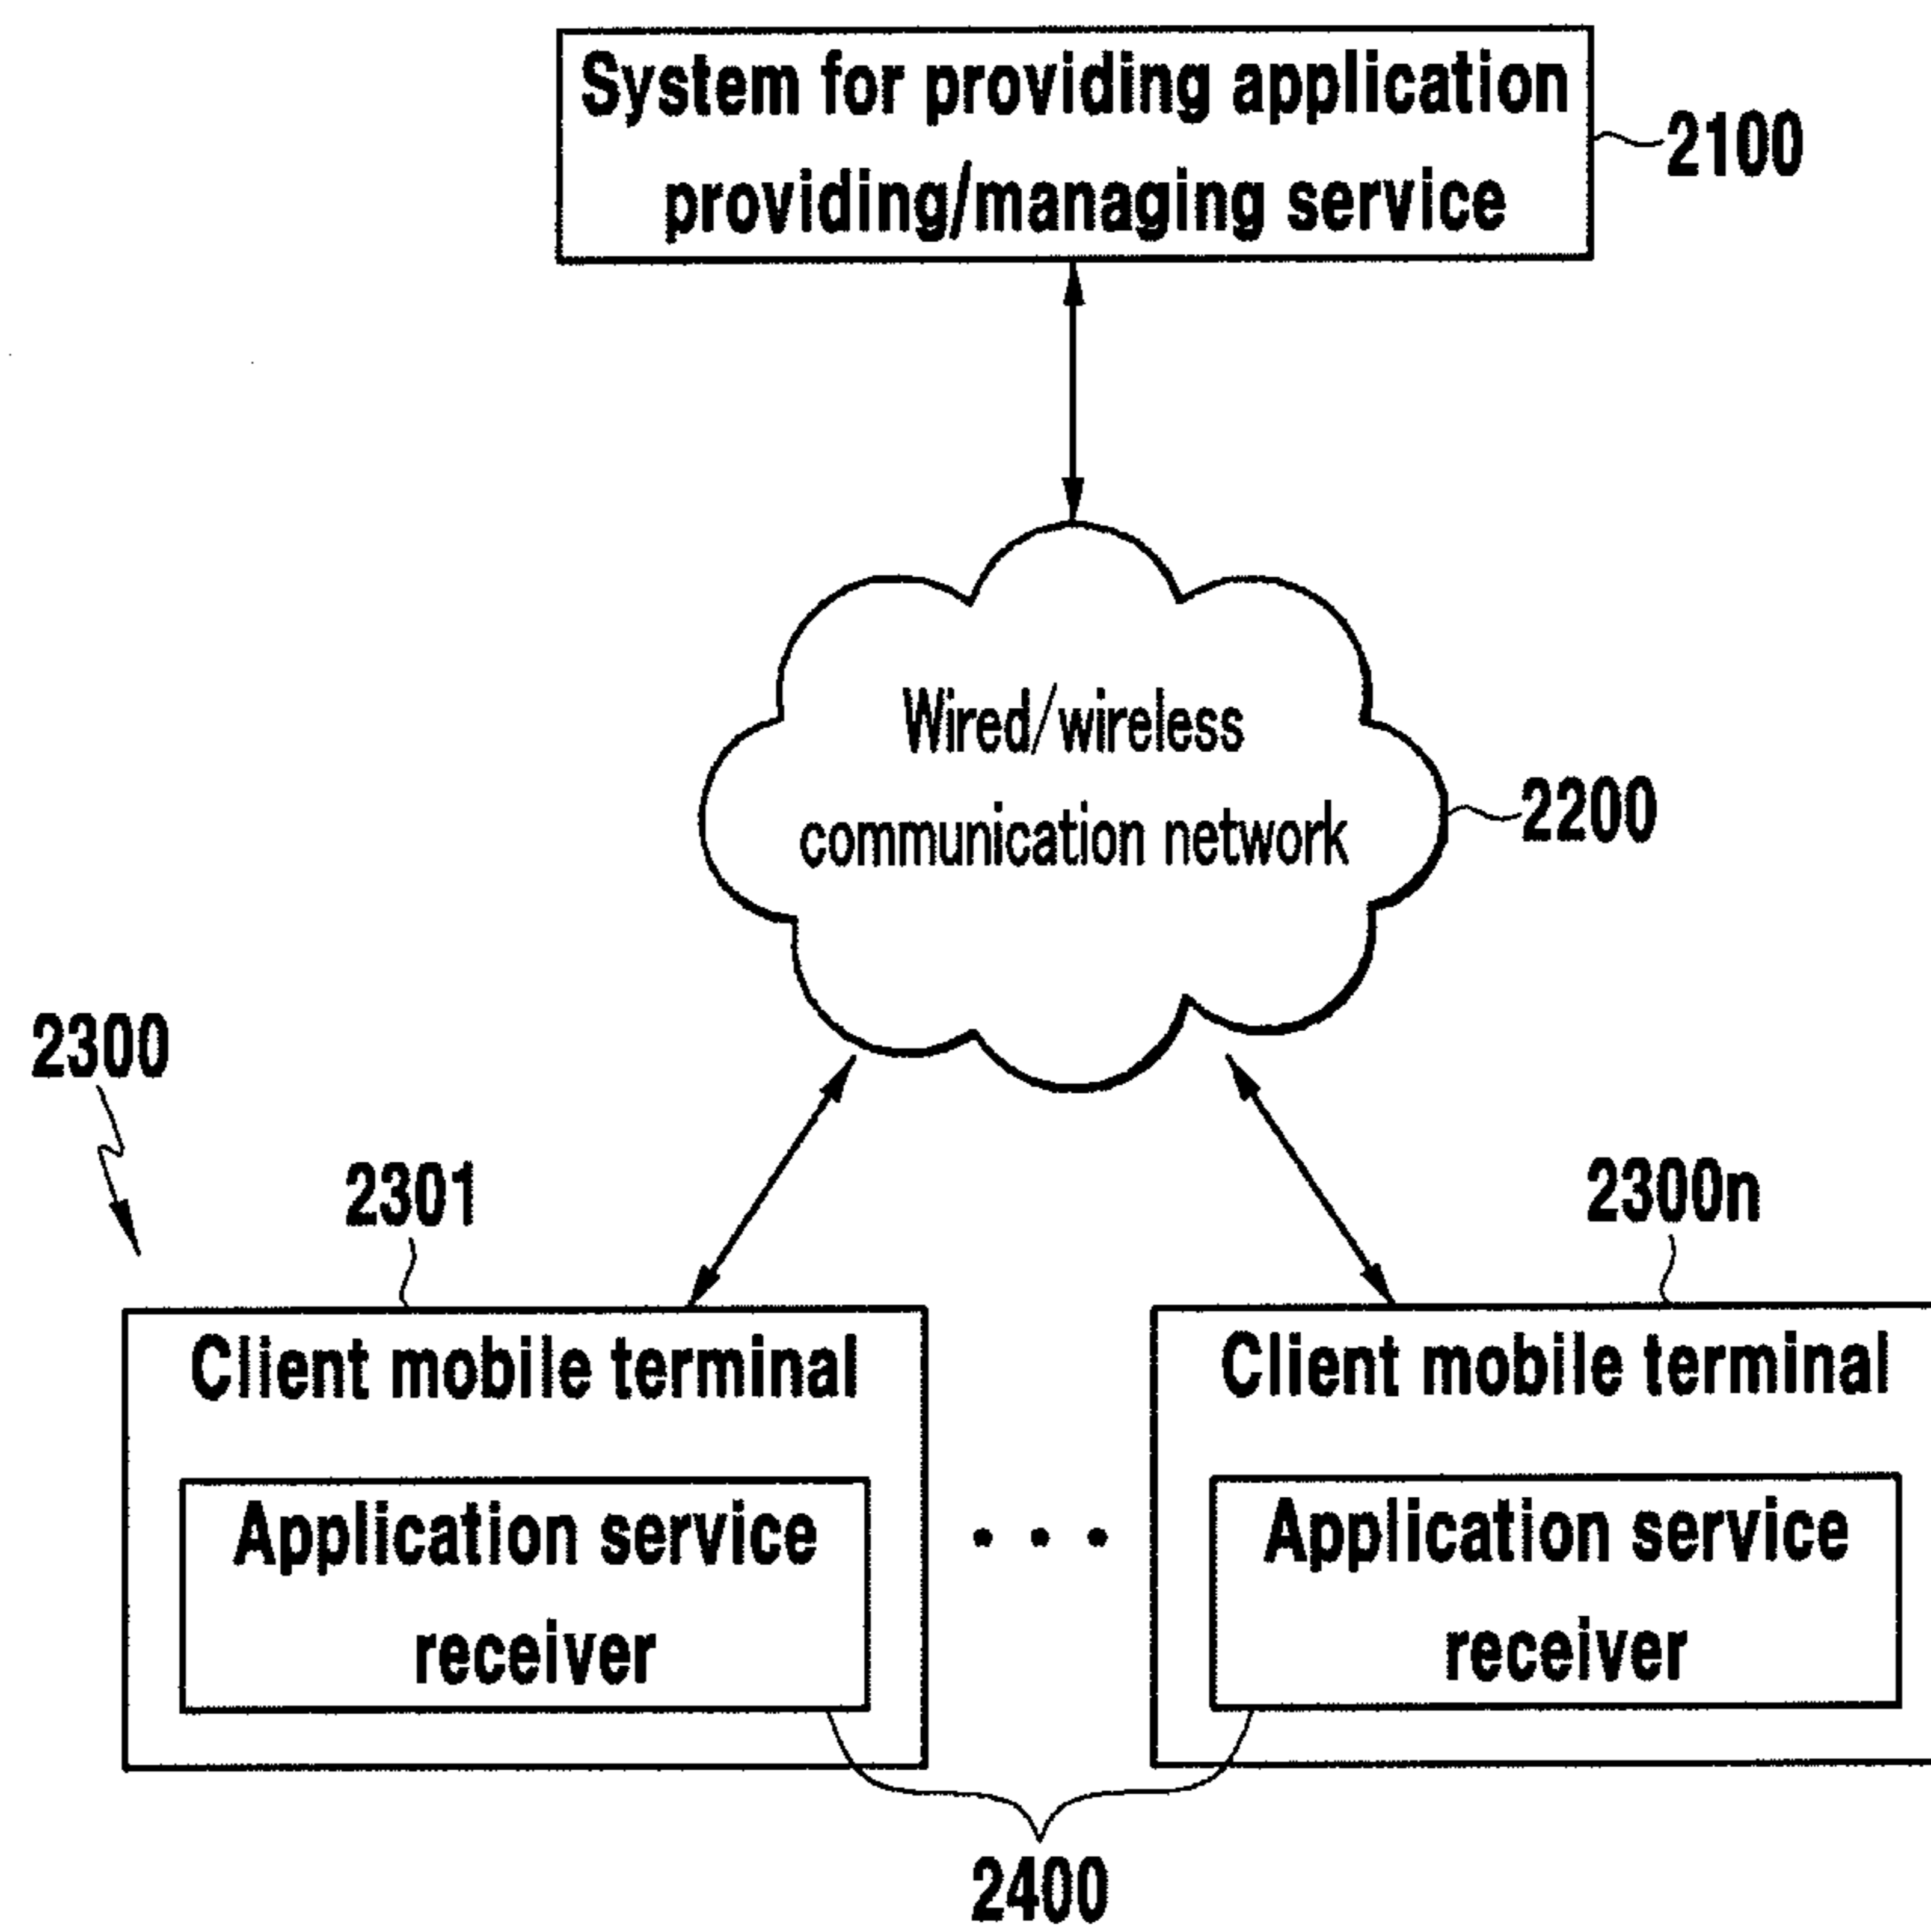 System for providing application
providing/managing service
2100
Wired/wireless
communication network
2200
2300
2301
2300n
Client mobile terminal
Application service
receiver
Client mobile terminal
Application service
receiver
2400